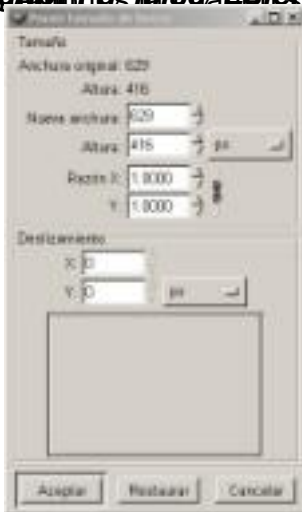 Tamaño
Anchura original: 629
Altura: 416
Nueva anchura: 629
Altura: 416 px
Razón X: 1.0000
Y: 1.0000
Deslizamiento
X: 0
Y: 0 px
Aceptar Restaurar Cancelar